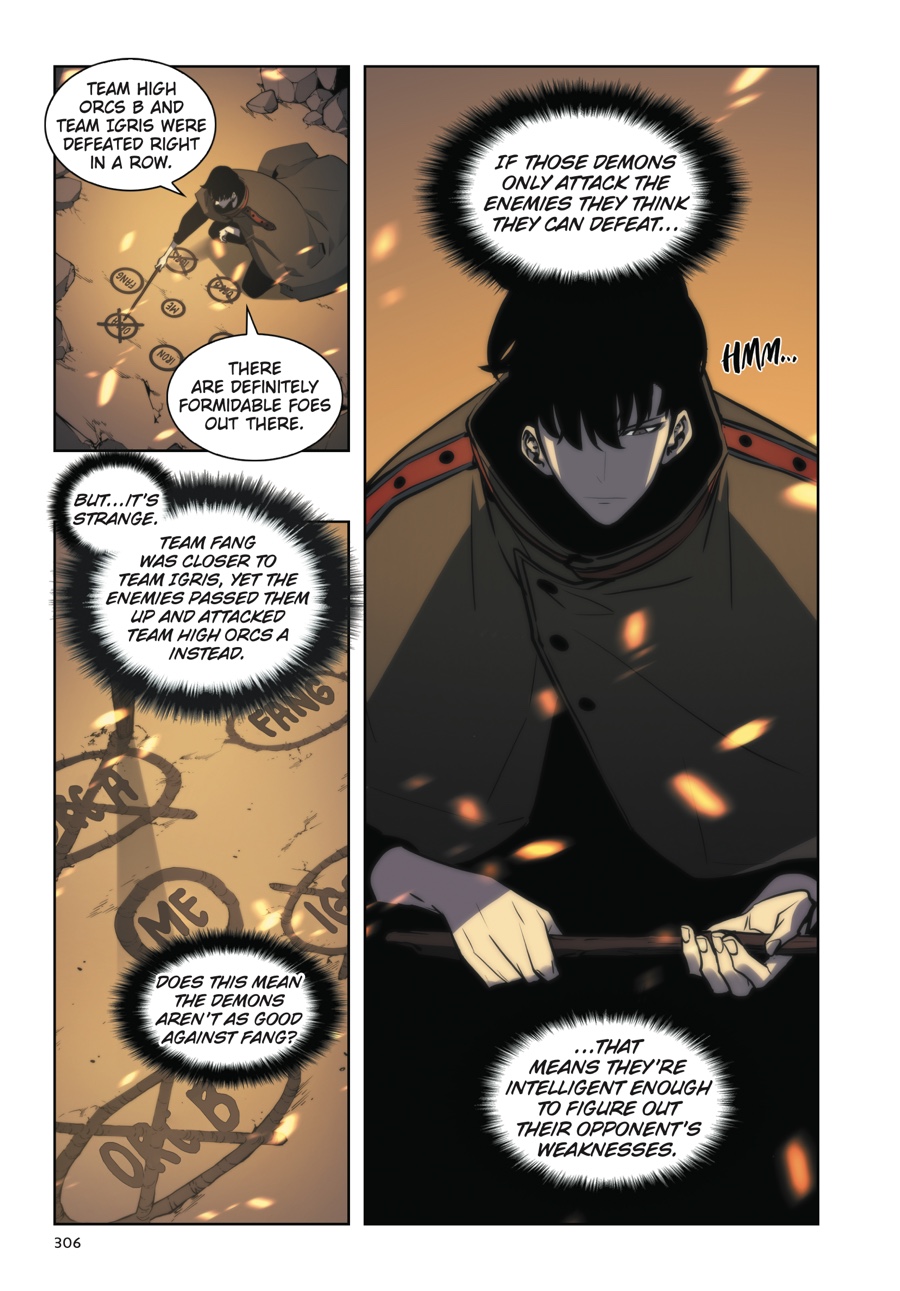 TEAM HIGH
ORCS B AND
TEAM IGRIS WERE
DEFEATED RIGHT
IN A ROW.
FANG
ME
IRON
THERE
ARE DEFINITELY
FORMIDABLE FOES
OUT THERE.
BUT...IT'S
STRANGE.
TEAM FANG
WAS CLOSER TO
TEAM IGRIS, YET THE
ENEMIES PASSED THEM
UP AND ATTACKED
TEAM HIGH ORCS A
INSTEAD.
FANG
A
ME
IG
DOES THIS MEAN
THE DEMONS
AREN'T AS GOOD
AGAINST FANG?
ORC B
IF THOSE DEMONS
ONLY ATTACK THE
ENEMIES THEY THINK
THEY CAN DEFEAT...
HMM...
...THAT
MEANS THEY'RE
INTELLIGENT ENOUGH
TO FIGURE OUT
THEIR OPPONENT'S
WEAKNESSES.
306